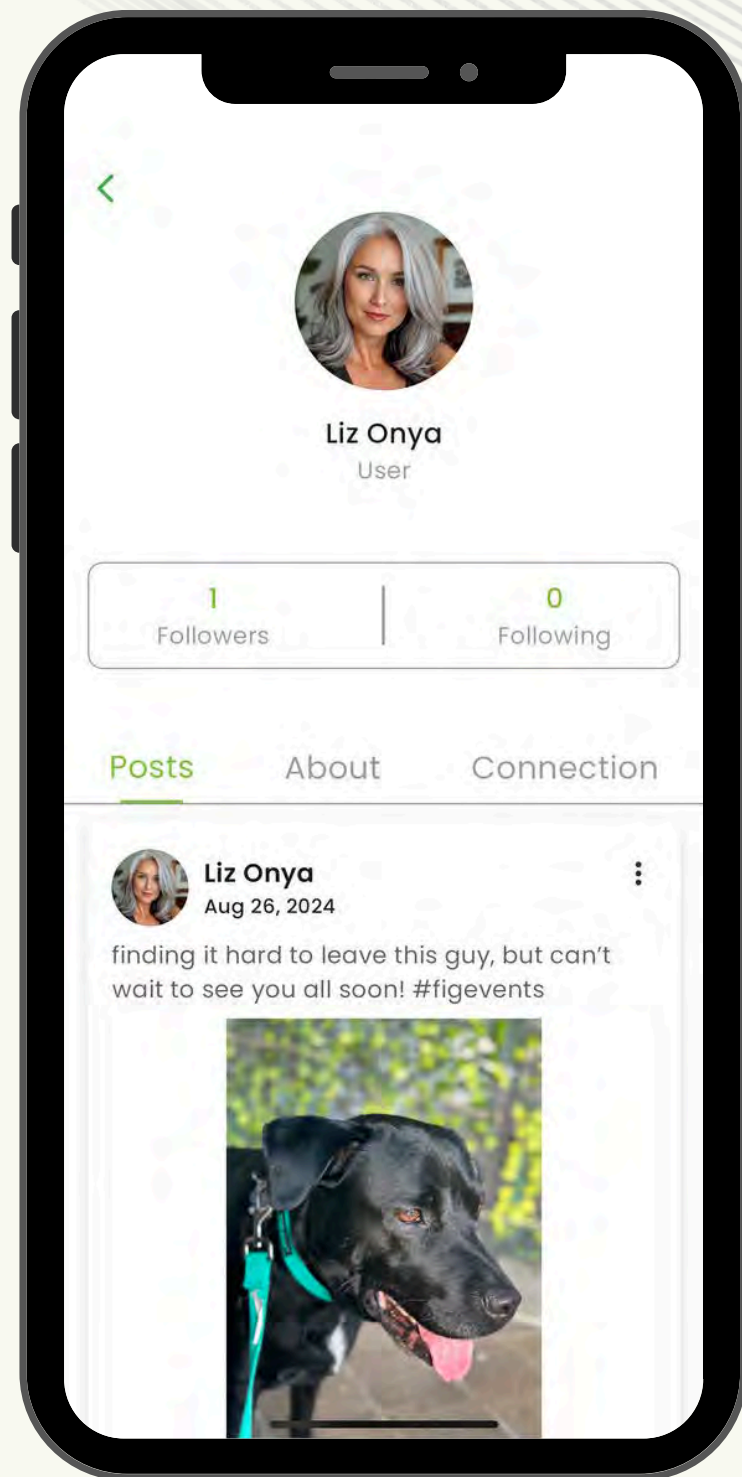 Liz Onya
User
1
0
Followers
Following
Posts
About
Connection
Liz Onya
Aug 26, 2024
finding it hard to leave this guy, but can’t
wait to see you all soon! #figevents